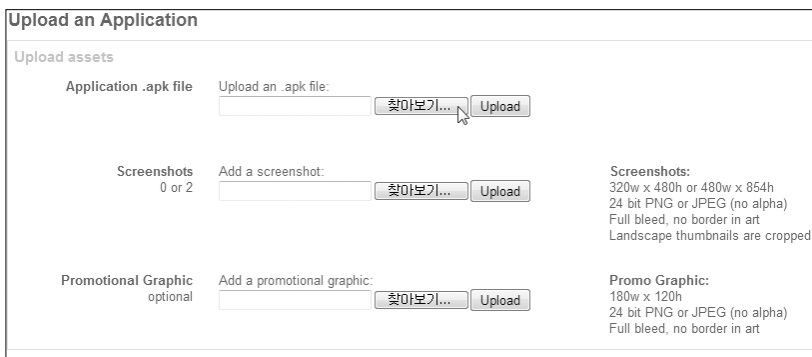 Upload an Application
Upload assets
Application .apk file
Upload an .apk file:
찾아보기... Upload
Screenshots
0 or 2
Add a screenshot:
찾아보기... Upload
Screenshots:
320w x 480h or 480w x 854h
24 bit PNG or JPEG (no alpha)
Full bleed, no border in art
Landscape thumbnails are cropped
Promotional Graphic
optional
Add a promotional graphic:
찾아보기... Upload
Promo Graphic:
180w x 120h
24 bit PNG or JPEG (no alpha)
Full bleed, no border in art